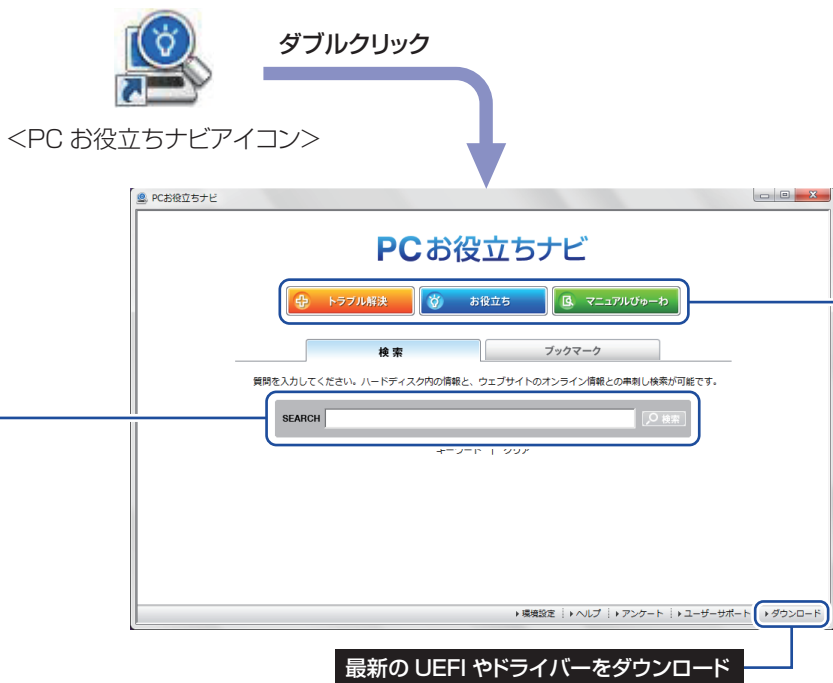 ダブルクリック
<PC お役立ちナビアイコン>
PCお役立ちナビ
PCお役立ちナビ
トラブル解決 お役立ち マニュアルびゅーわ
検索 ブックマーク
質問を入力してください。ハードディスク内の情報と、ウェブサイトのオンライン情報との串刺し検索が可能です。
SEARCH 検索
キーワード | クリア
環境設定 ヘルプ アンケート ユーザーサポート ダウンロード
最新の UEFI やドライバーをダウンロード